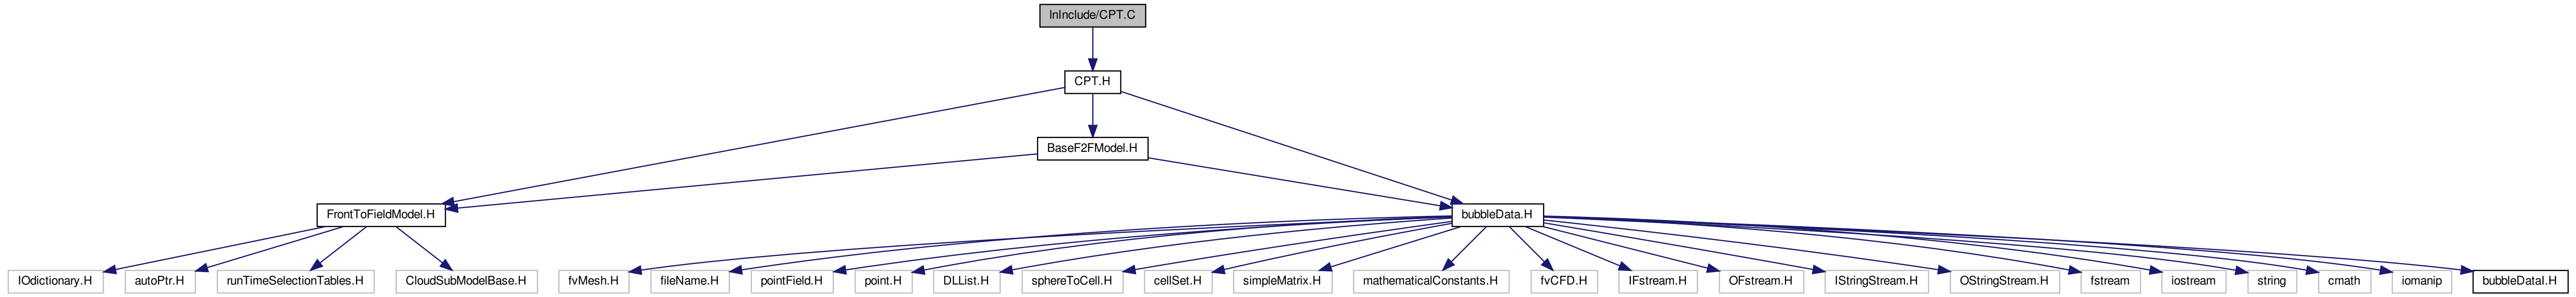 lnInclude/CPT.C
CPT.H
BaseF2FModel.H
FrontToFieldModel.H
bubbleData.H
IOdictionary.H
autoPtr.H
runTimeSelectionTables.H
CloudSubModelBase.H
fvMesh.H
fileName.H
pointField.H
point.H
DLList.H
sphereToCell.H
cellSet.H
simpleMatrix.H
mathematicalConstants.H
fvCFD.H
IFstream.H
OFstream.H
IStringStream.H
OStringStream.H
fstream
iostream
string
cmath
iomanip
bubbleDataI.H